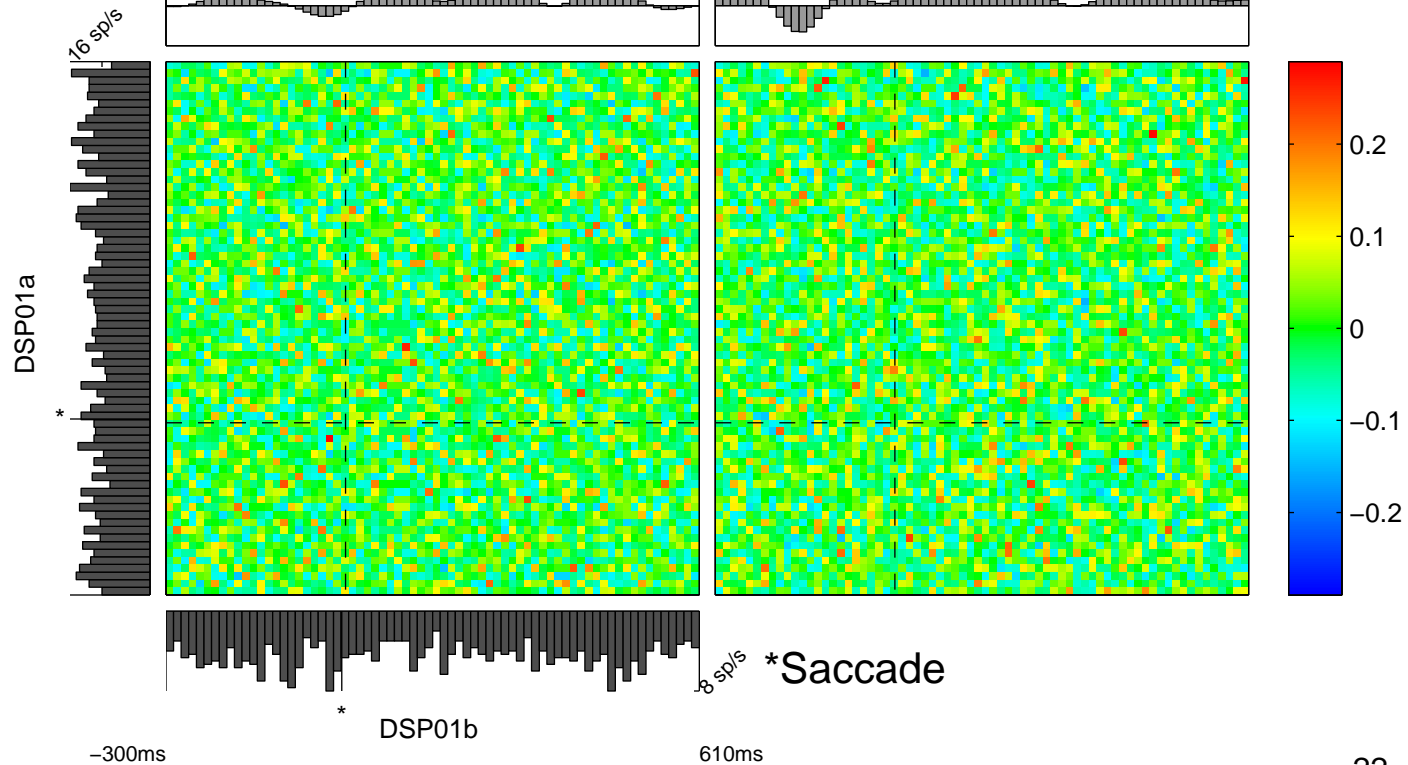 16 sp/s
DSP01a
*
0.2
0.1
0
−0.1
−0.2
8 sp/s
*Saccade
*
DSP01b
−300ms
610ms